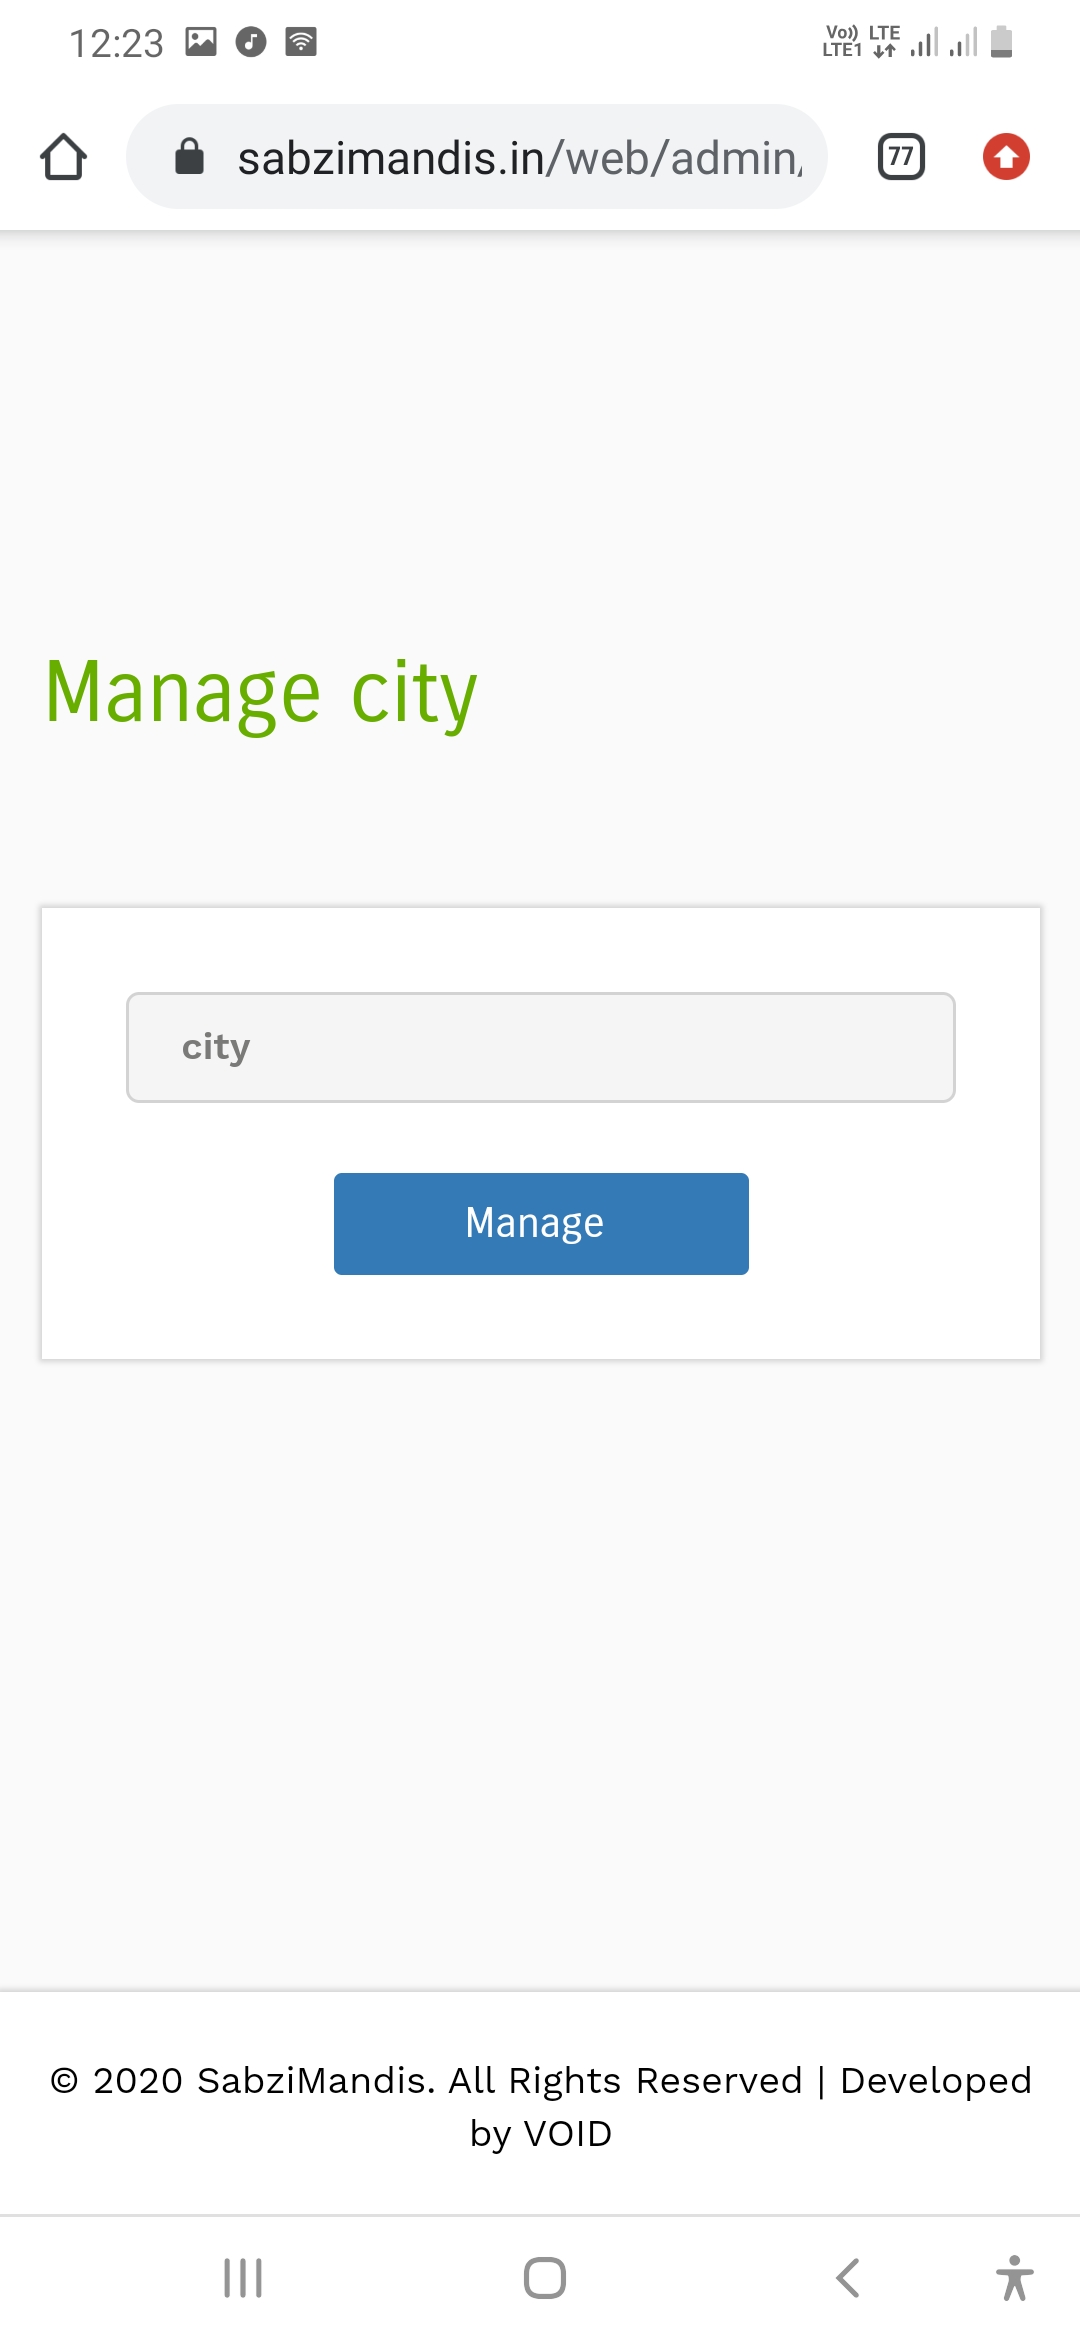 12:23
Vo)) LTE
LTE1
sabzimandis.in/web/admin/
77
Manage city
city
Manage
© 2020 SabziMandis. All Rights Reserved | Developed
by VOID